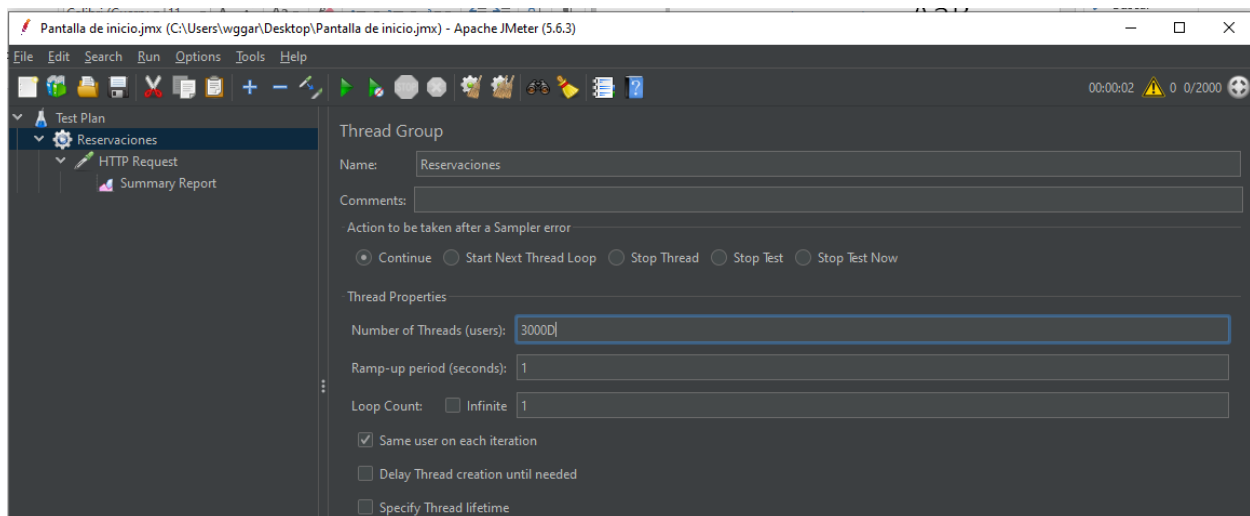 Pantalla de inicio.jmx (C:\Users\wggar\Desktop\Pantalla de inicio.jmx) - Apache JMeter (5.6.3)
File Edit Search Run Options Tools Help
00:00:02 0 0/2000
Test Plan
Reservaciones
HTTP Request
Summary Report
Thread Group
Name: Reservaciones
Comments:
Action to be taken after a Sampler error
Continue Start Next Thread Loop Stop Thread Stop Test Stop Test Now
Thread Properties
Number of Threads (users): 3000D
Ramp-up period (seconds): 1
Loop Count: Infinite 1
Same user on each iteration
Delay Thread creation until needed
Specify Thread lifetime